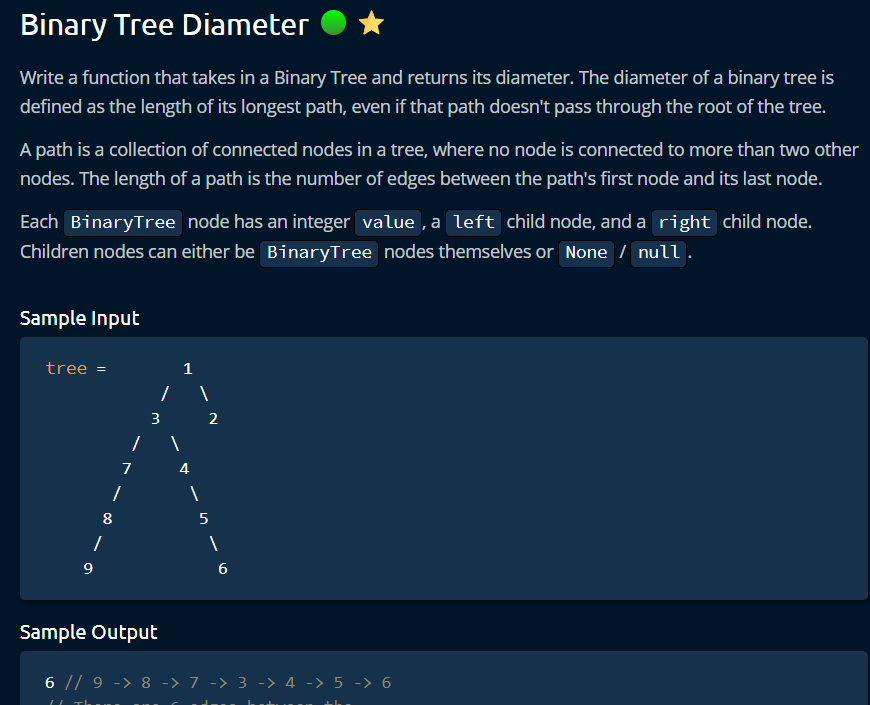 Binary Tree Diameter
Write a function that takes in a Binary Tree and returns its diameter. The diameter of a binary tree is
defined as the length of its longest path, even if that path doesn't pass through the root of the tree.
A path is a collection of connected nodes in a tree, where no node is connected to more than two other
nodes. The length of a path is the number of edges between the path's first node and its last node.
Each BinaryTree node has an integer value, a left child node, and a right child node.
Children nodes can either be BinaryTree nodes themselves or None / null.
Sample Input
tree =        1
            /   \
           3     2
         /   \
        7     4
       /       \
      8         5
     /           \
    9             6
Sample Output
6 // 9 -> 8 -> 7 -> 3 -> 4 -> 5 -> 6